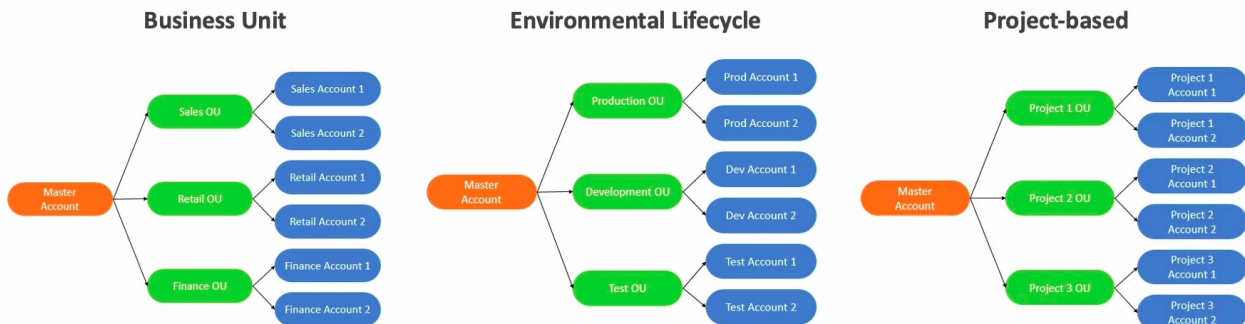 Business Unit
Sales Account 1
Sales OU
Sales Account 2
Retail Account 1
Master
Account
Retail OU
Retail Account 2
Finance Account 1
Finance OU
Finance Account 2
Environmental Lifecycle
Prod Account 1
Production OU
Prod Account 2
Dev Account 1
Master
Account
Development OU
Dev Account 2
Test Account 1
Test OU
Test Account 2
Project-based
Project 1
Account 1
Project 1 OU
Project 1
Account 2
Project 2
Account 1
Master
Account
Project 2 OU
Project 2
Account 2
Project 3
Account 1
Project 3 OU
Project 3
Account 2